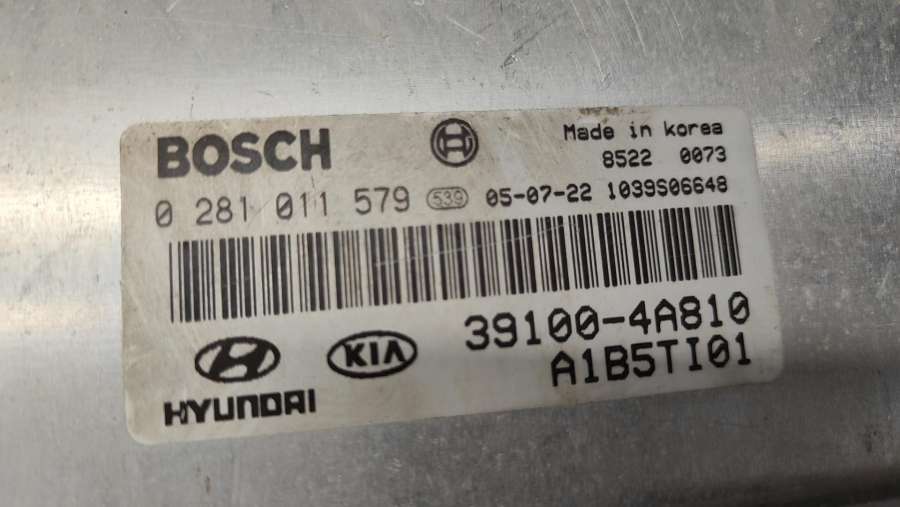 BOSCH
Made in korea
8522 0073
0 281 011 579 539 05-07-22 1039S06648
39100-4A810
KIA
A1B5TI01
HYUNDAI